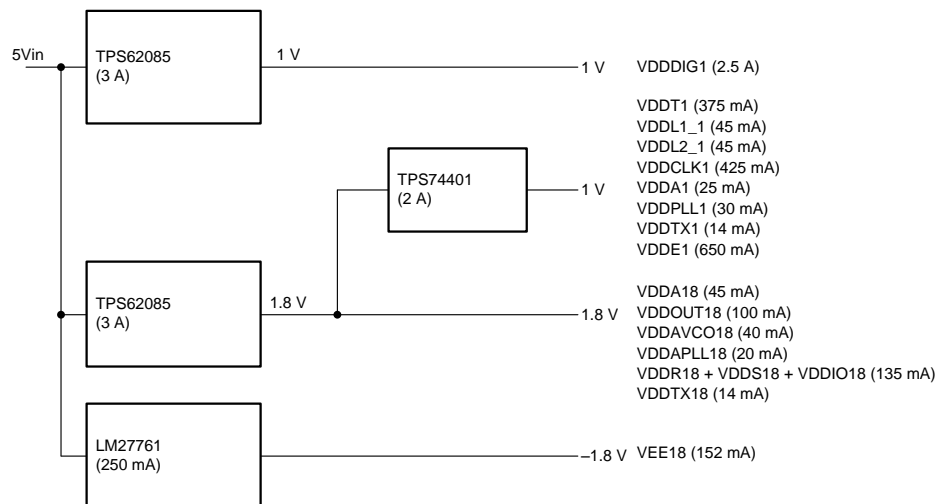 5Vin
TPS62085
(3 A)
1 V
1 V
VDDDIG1 (2.5 A)
VDDT1 (375 mA)
VDDL1_1 (45 mA)
VDDL2_1 (45 mA)
VDDCLK1 (425 mA)
VDDA1 (25 mA)
VDDPLL1 (30 mA)
VDDTX1 (14 mA)
VDDE1 (650 mA)
TPS74401
(2 A)
1 V
TPS62085
(3 A)
1.8 V
1.8 V
VDDA18 (45 mA)
VDDOUT18 (100 mA)
VDDAVCO18 (40 mA)
VDDAPLL18 (20 mA)
VDDR18 + VDDS18 + VDDIO18 (135 mA)
VDDTX18 (14 mA)
LM27761
(250 mA)
–1.8 V
VEE18 (152 mA)